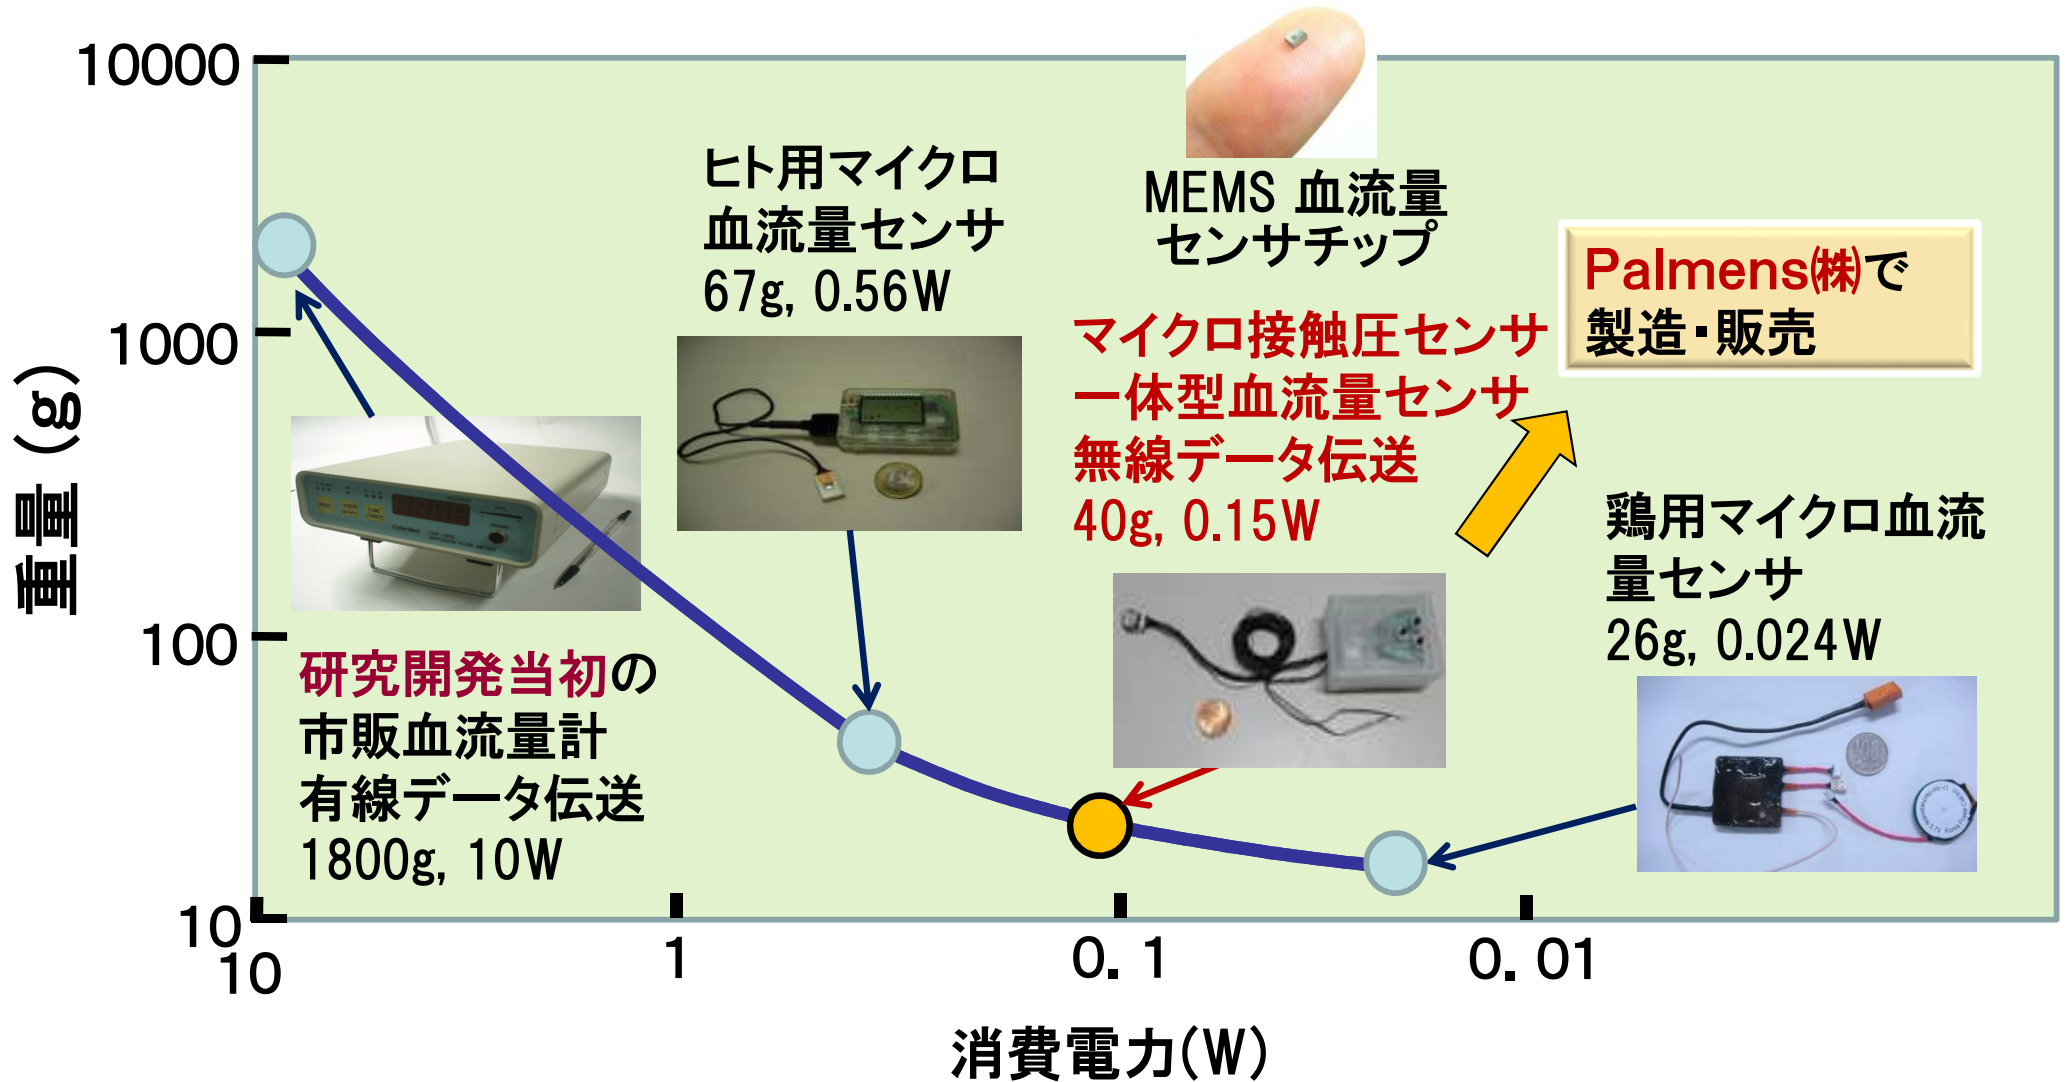 10000
1000
100
10
重量 (g)
10
1
0.1
0.01
消費電力(W)
研究開発当初の
市販血流量計
有線データ伝送
1800g, 10W
ヒト用マイクロ
血流量センサ
67g, 0.56W
MEMS 血流量
センサチップ
マイクロ接触圧センサ
一体型血流量センサ
無線データ伝送
40g, 0.15W
Palmens㈱で
製造・販売
鶏用マイクロ血流
量センサ
26g, 0.024W